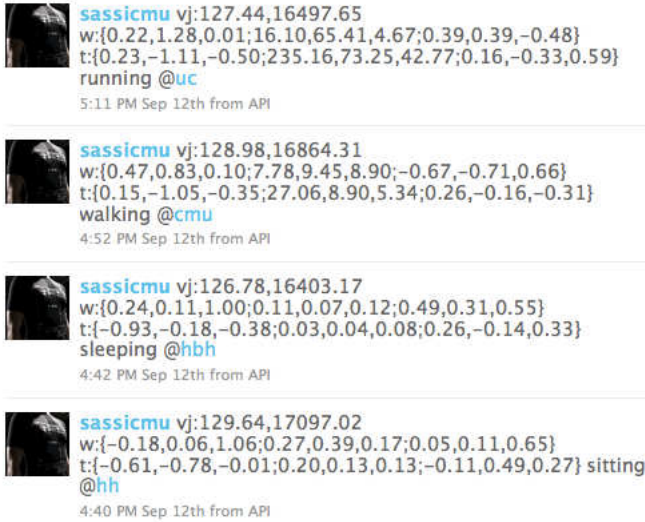 sassicmu vj:127.44,16497.65
w:{0.22,1.28,0.01;16.10,65.41,4.67;0.39,0.39,-0.48}
t:{0.23,-1.11,-0.50;235.16,73.25,42.77;0.16,-0.33,0.59}
running @uc
5:11 PM Sep 12th from API
sassicmu vj:128.98,16864.31
w:{0.47,0.83,0.10;7.78,9.45,8.90;-0.67,-0.71,0.66}
t:{0.15,-1.05,-0.35;27.06,8.90,5.34;0.26,-0.16,-0.31}
walking @cmu
4:52 PM Sep 12th from API
sassicmu vj:126.78,16403.17
w:{0.24,0.11,1.00;0.11,0.07,0.12;0.49,0.31,0.55}
t:{-0.93,-0.18,-0.38;0.03,0.04,0.08;0.26,-0.14,0.33}
sleeping @hbh
4:42 PM Sep 12th from API
sassicmu vj:129.64,17097.02
w:{-0.18,0.06,1.06;0.27,0.39,0.17;0.05,0.11,0.65}
t:{-0.61,-0.78,-0.01;0.20,0.13,0.13;-0.11,0.49,0.27} sitting
@hh
4:40 PM Sep 12th from API